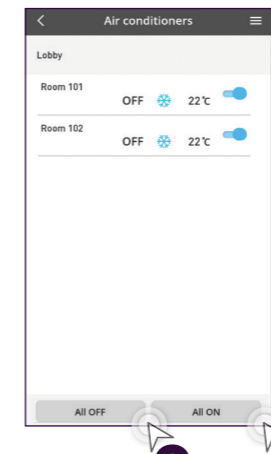 Air conditioners
Lobby
Room 101
OFF 22℃
Room 102
OFF 22℃
All OFF All ON